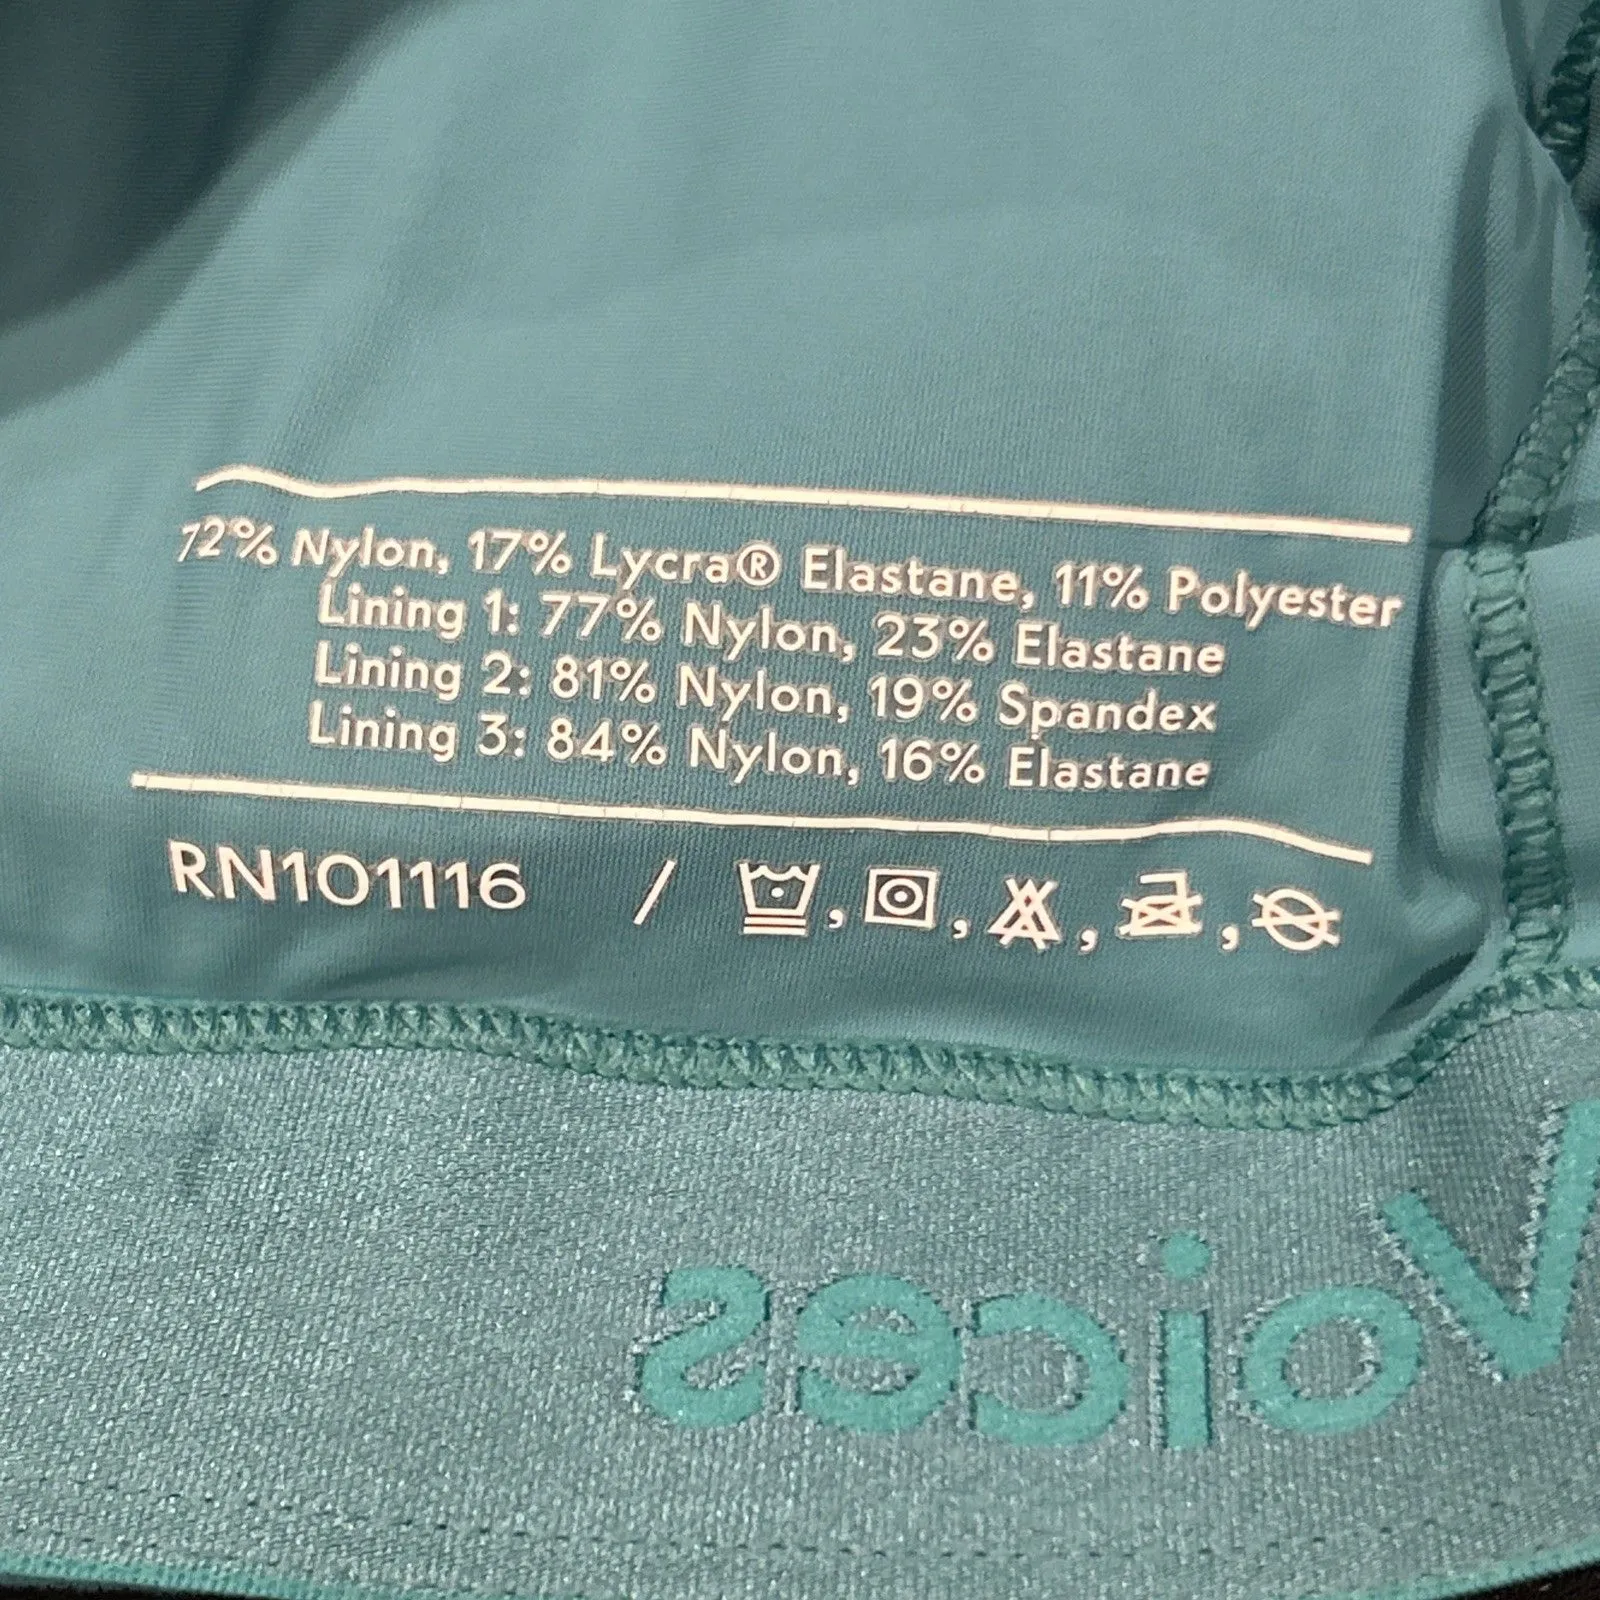 72% Nylon, 17% Lycra® Elastane, 11% Polyester
Lining 1: 77% Nylon, 23% Elastane
Lining 2: 81% Nylon, 19% Spandex
Lining 3: 84% Nylon, 16% Elastane
RN101116 / , , , ,
Voices